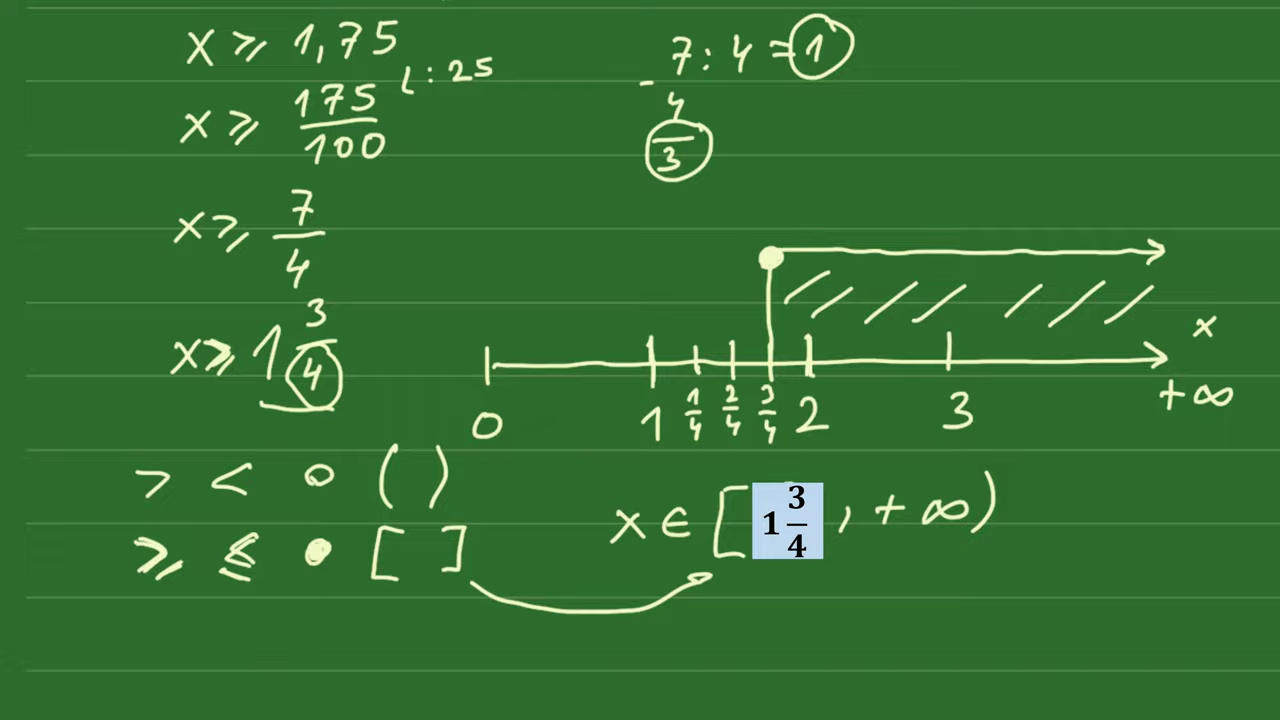 x ⩾ 1,75
x ⩾ 175/100 (:25
x ⩾ 7/4
x ⩾ 1 3/4
7 : 4 = 1
- 4
3
x
0 1 1/4 2/4 3/4 2 3 +∞
> < ○ ( )
⩾ ⩽ ● [ ]
x ∈ [ 1 3/4 , +∞)